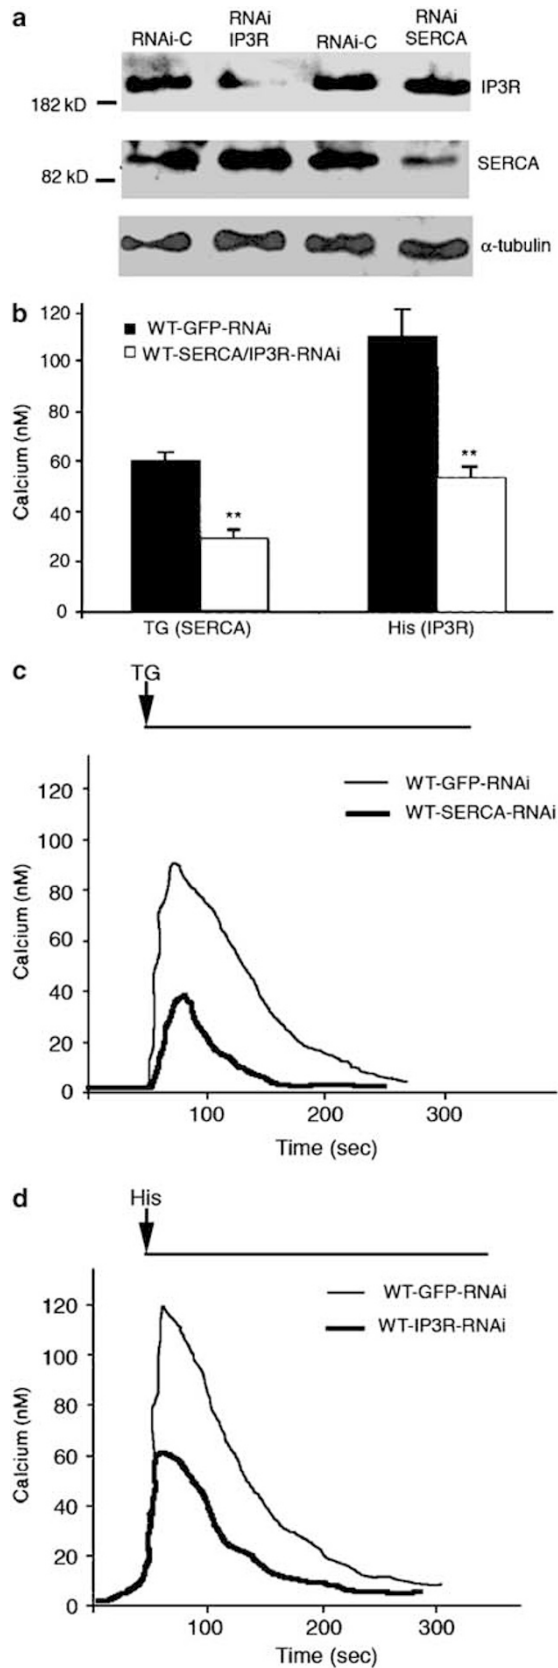 a
RNAi-C
RNAi
IP3R
RNAi-C
RNAi
SERCA
IP3R
182 kD
SERCA
82 kD
α-tubulin
b
120
100
80
60
40
20
0
Calcium (nM)
WT-GFP-RNAi
WT-SERCA/IP3R-RNAi
**
**
TG (SERCA)
His (IP3R)
c
TG
WT-GFP-RNAi
WT-SERCA-RNAi
120
100
80
60
40
20
0
Calcium (nM)
100
200
300
Time (sec)
d
His
WT-GFP-RNAi
WT-IP3R-RNAi
120
100
80
60
40
20
0
Calcium (nM)
100
200
300
Time (sec)